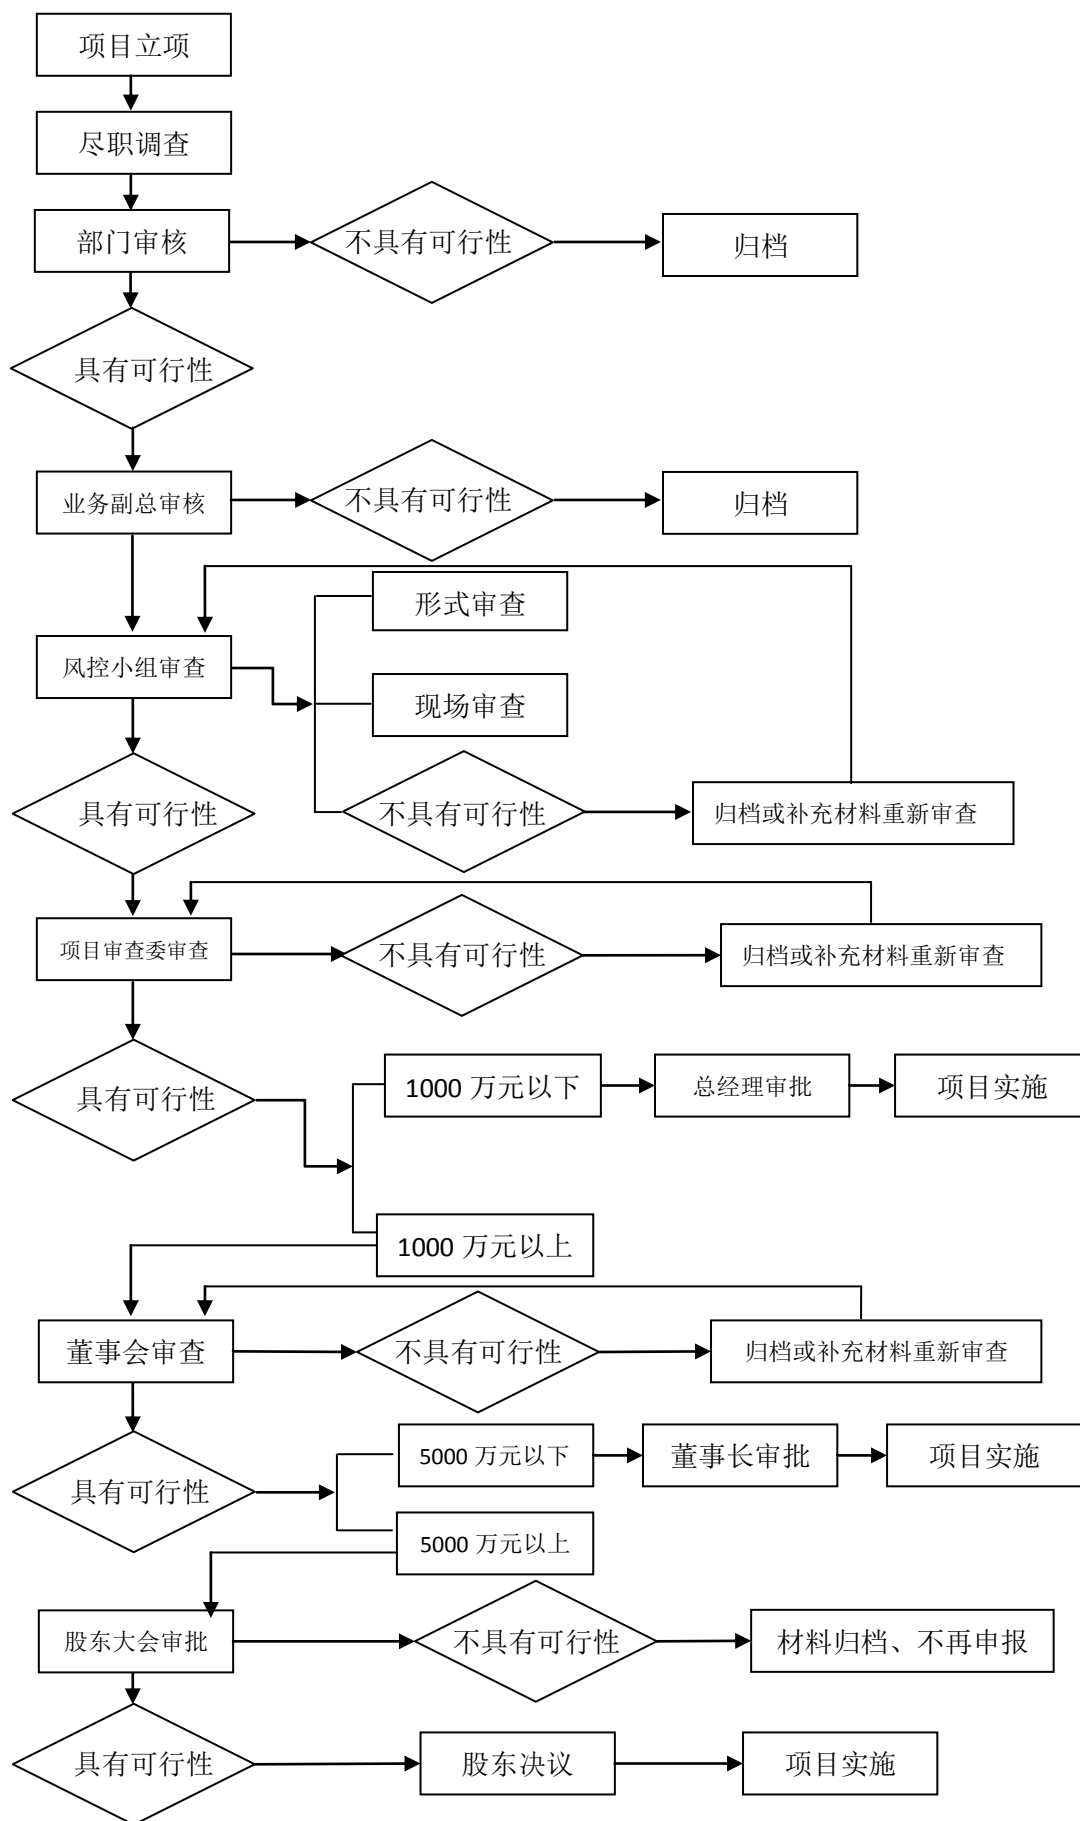 项目立项
尽职调查
部门审核
不具有可行性
归档
具有可行性
业务副总审核
不具有可行性
归档
形式审查
风控小组审查
现场审查
具有可行性
不具有可行性
归档或补充材料重新审查
项目审查委审查
不具有可行性
归档或补充材料重新审查
具有可行性
1000 万元以下
总经理审批
项目实施
1000 万元以上
董事会审查
不具有可行性
归档或补充材料重新审查
具有可行性
5000 万元以下
董事长审批
项目实施
5000 万元以上
股东大会审批
不具有可行性
材料归档、不再申报
具有可行性
股东决议
项目实施